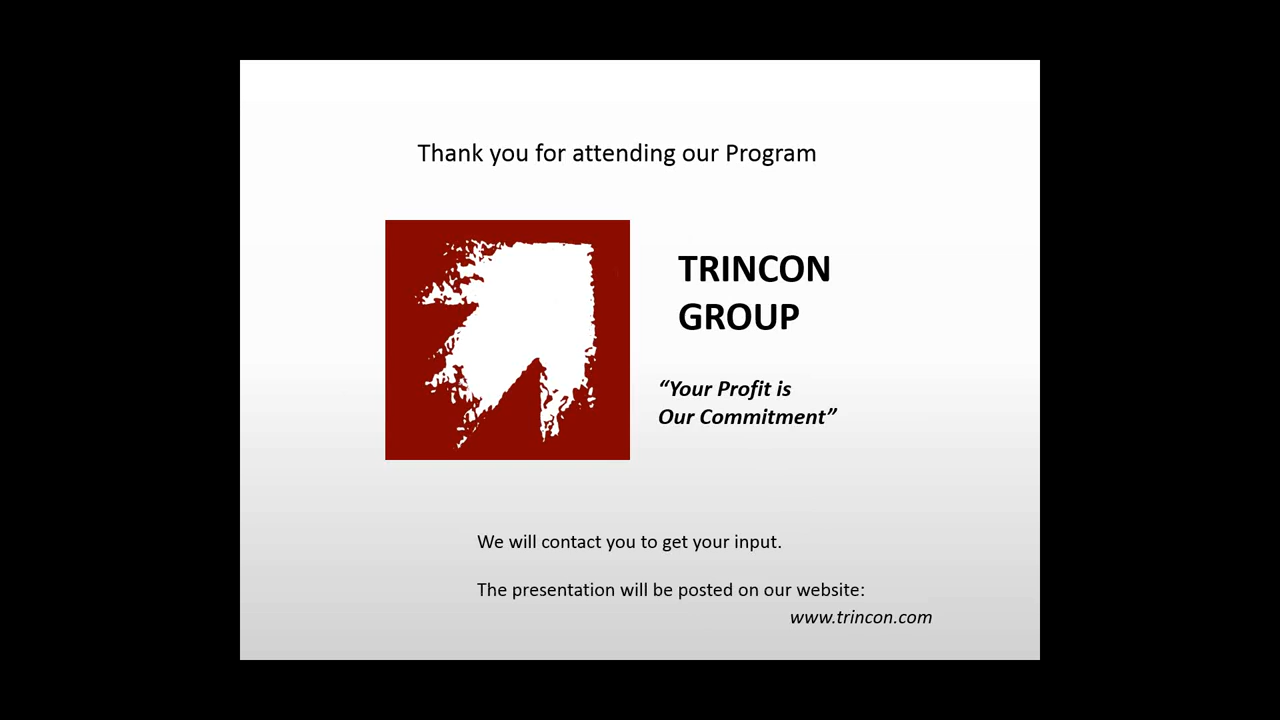 Thank you for attending our Program
TRINCON
GROUP
“Your Profit is
Our Commitment”
We will contact you to get your input.
The presentation will be posted on our website:
www.trincon.com